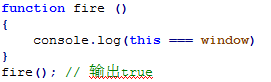 function fire ()
{
    console.log(this === window)
}
fire(); // 输出true